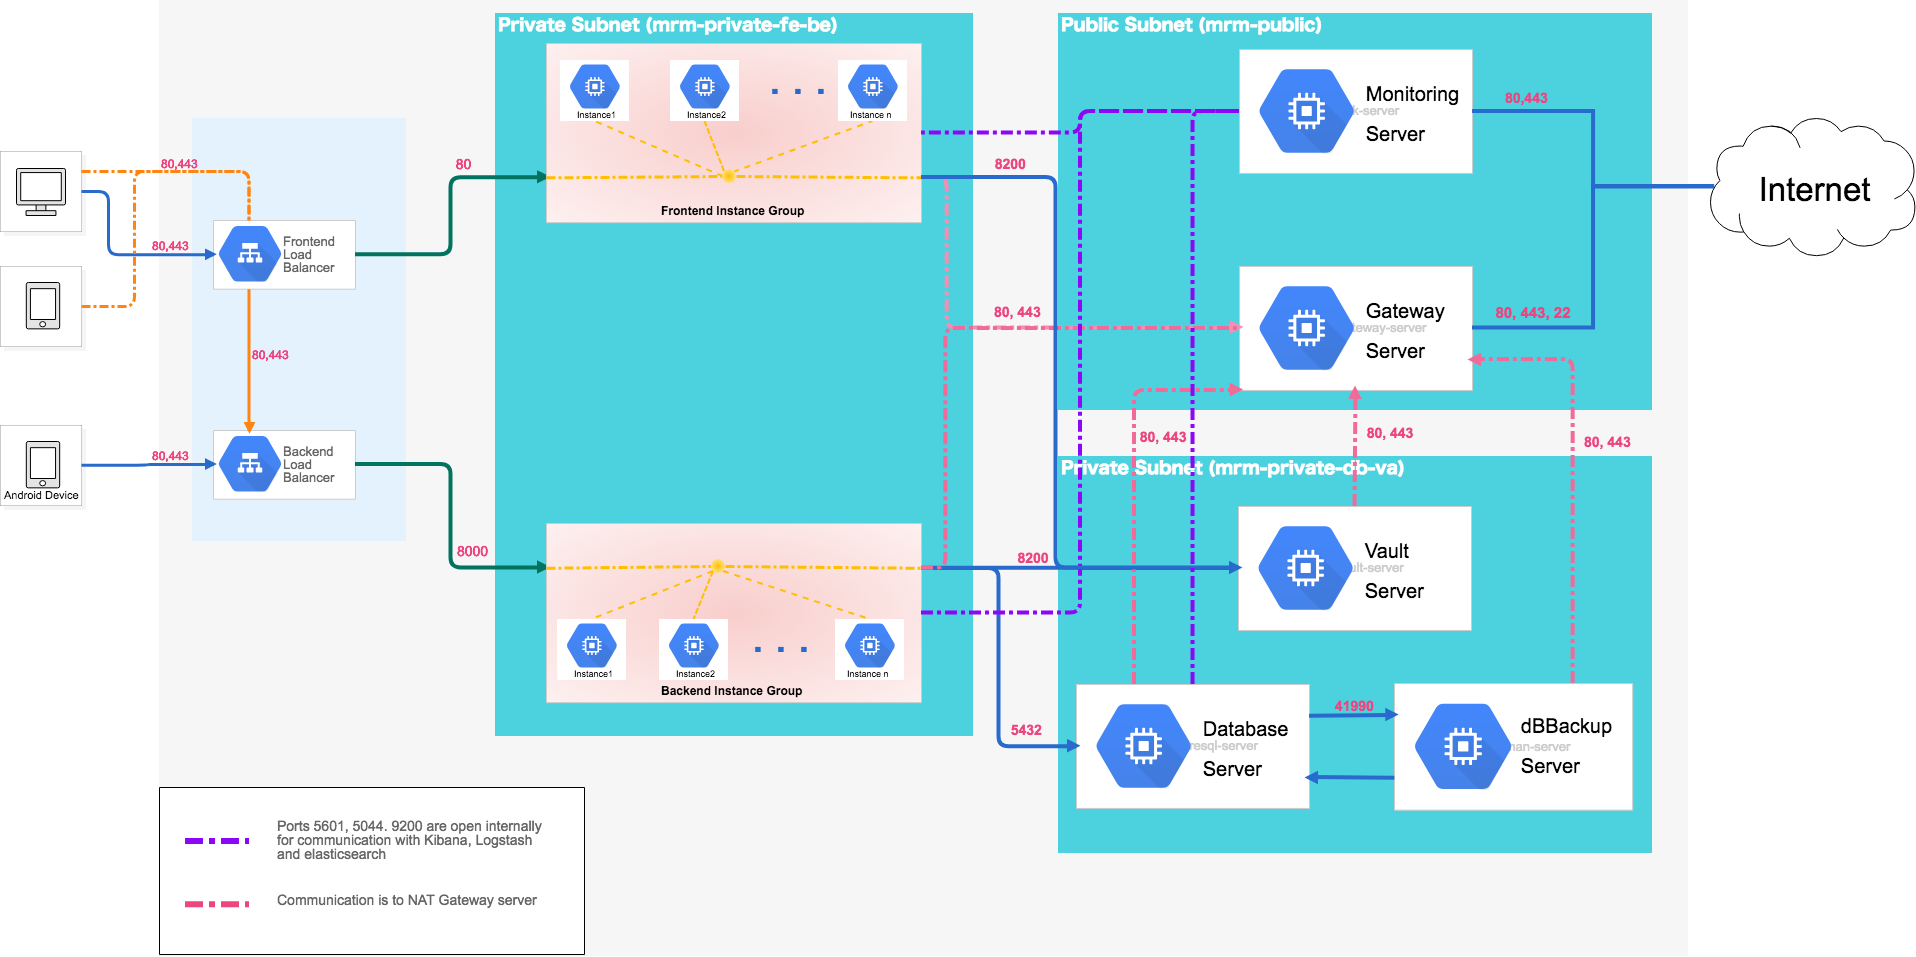 Private Subnet (mrm-private-fe-be)
Public Subnet (mrm-public)
Instance1
Instance2
Instance n
Frontend Instance Group
Monitoring
k-server
Server
80,443
Internet
80,443
80
8200
80,443
Frontend
Load
Balancer
80, 443
Gateway
eway-server
Server
80, 443, 22
80,443
80, 443
80, 443
80, 443
Backend
Load
Balancer
80,443
Android Device
Private Subnet (mrm-private-db-va)
8000
8200
Vault
lt-server
Server
Instance1
Instance2
Instance n
Backend Instance Group
5432
Database
resql-server
Server
41990
dBBackup
nan-server
Server
Ports 5601, 5044. 9200 are open internally
for communication with Kibana, Logstash
and elasticsearch
Communication is to NAT Gateway server